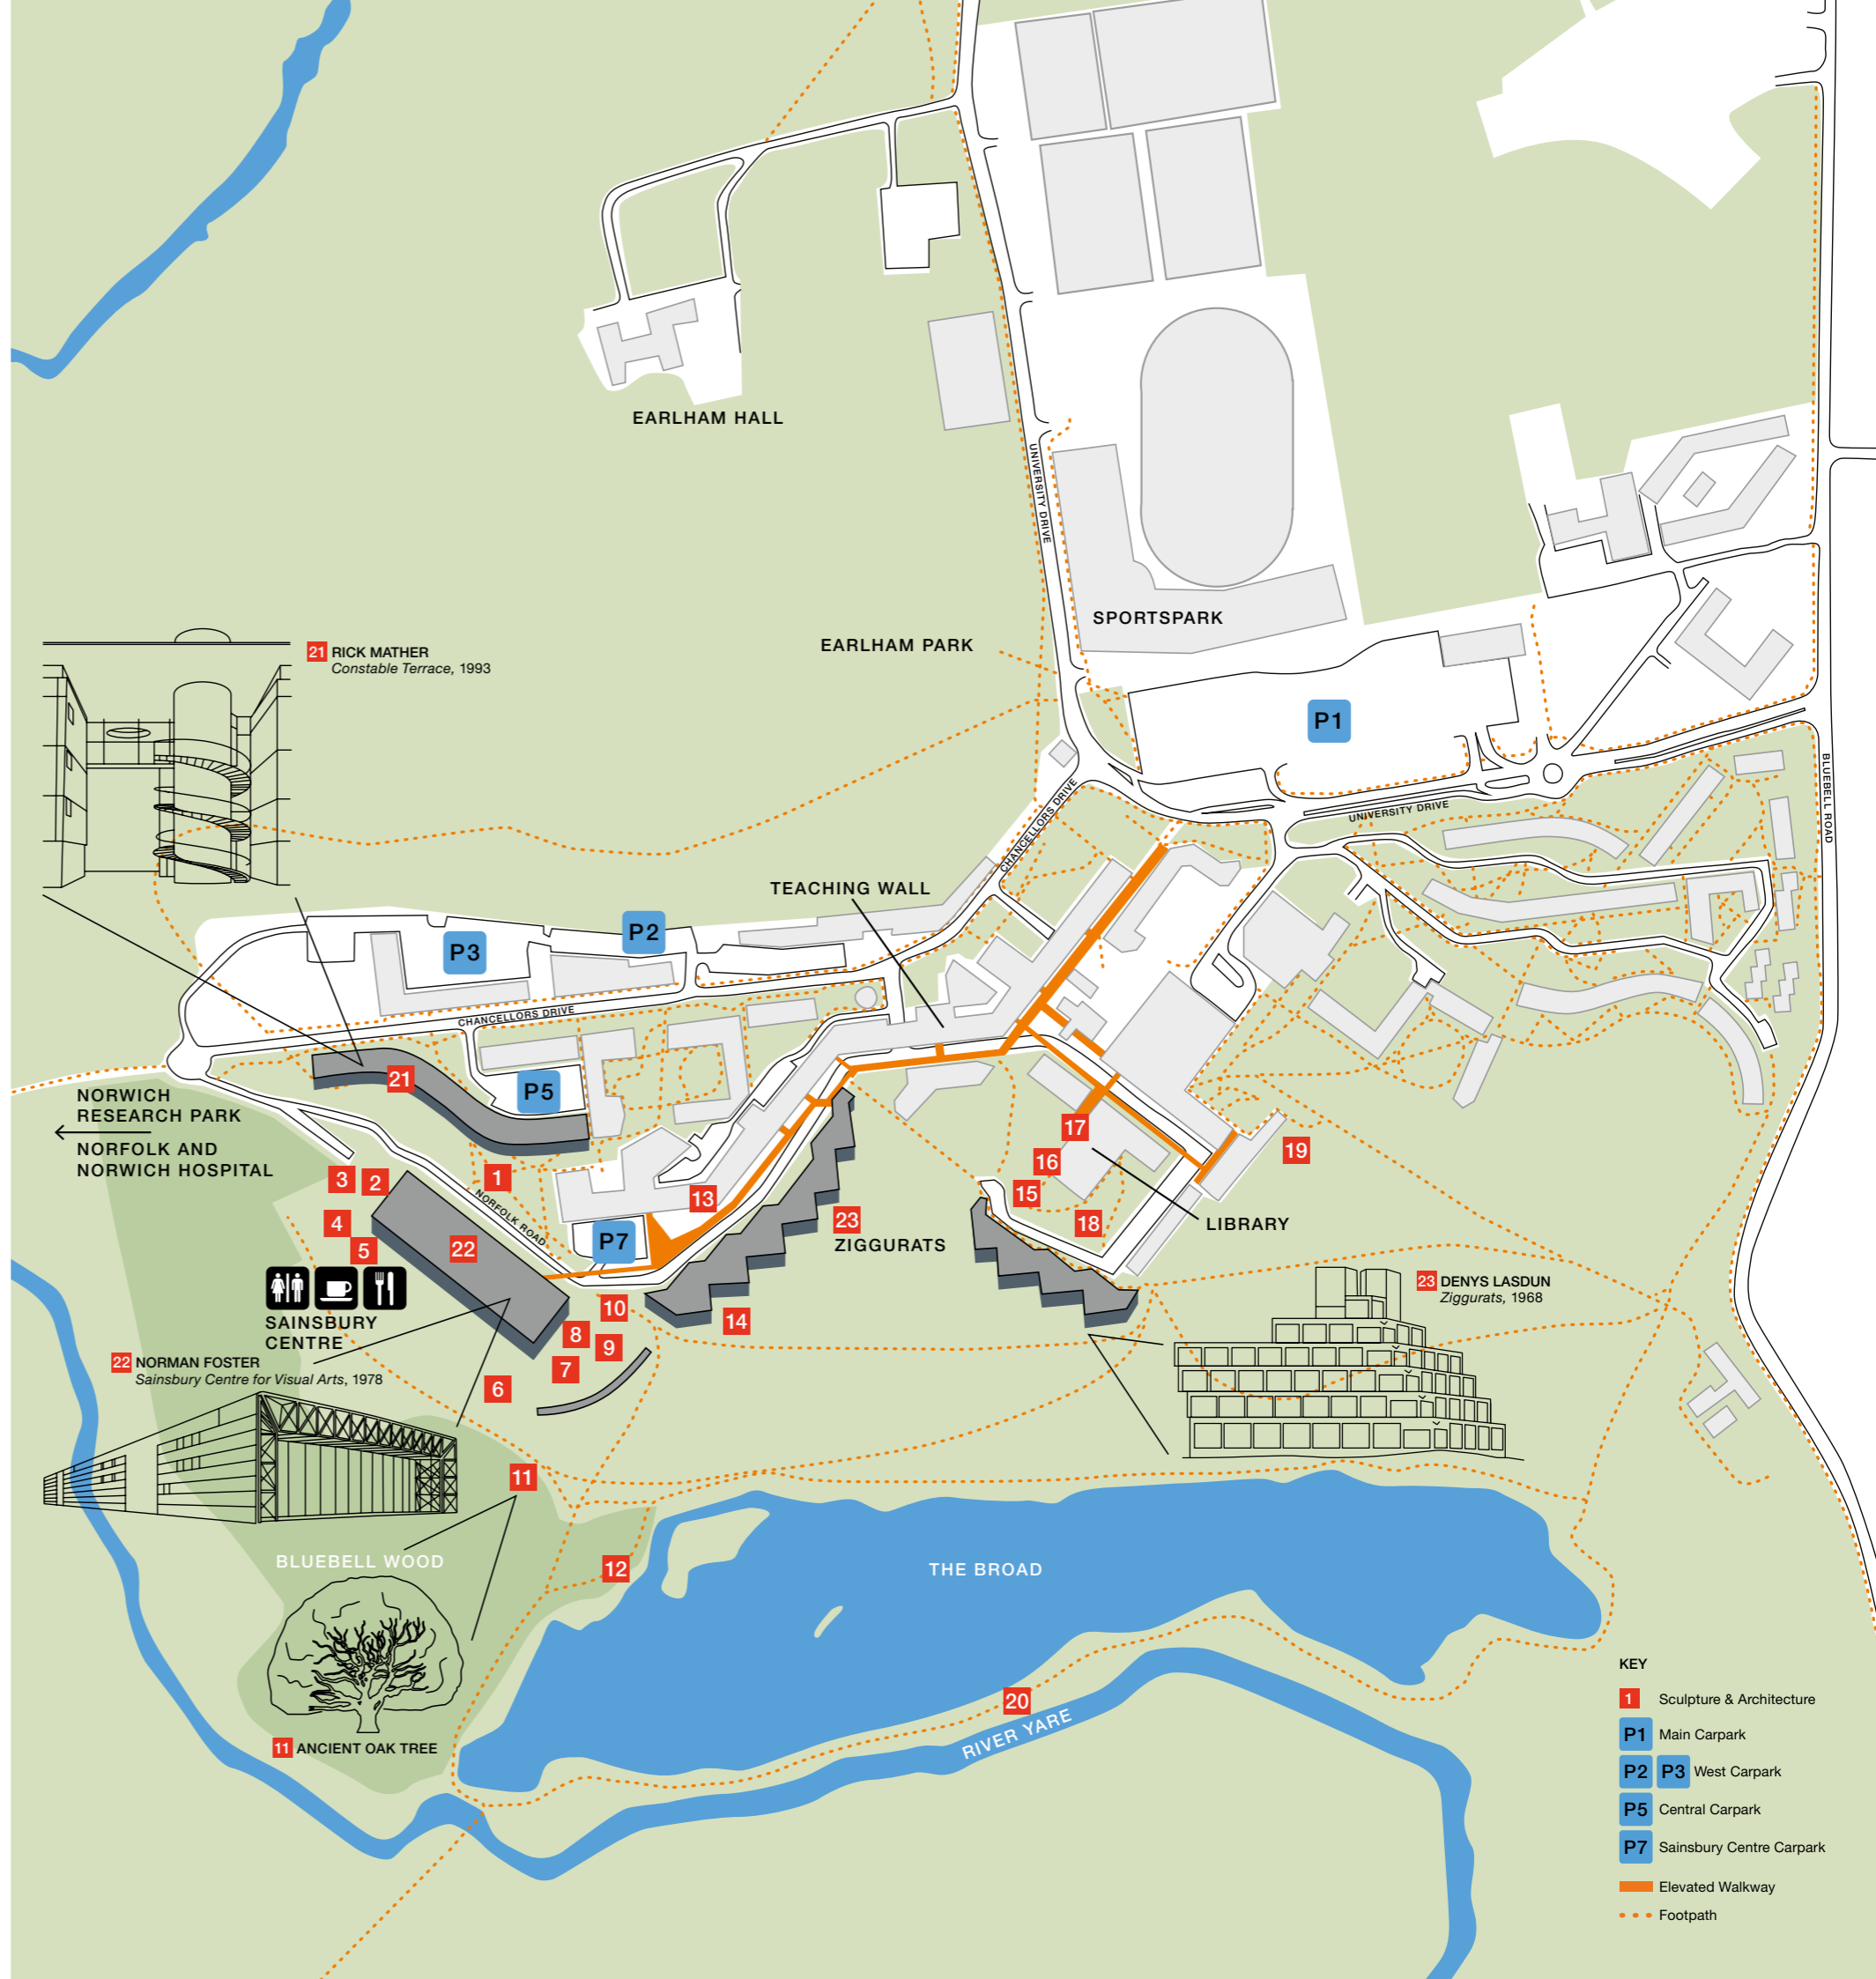 EARLHAM HALL
UNIVERSITY DRIVE
SPORTSPARK
EARLHAM PARK
21 RICK MATHER
Constable Terrace, 1993
P1
BLUEBELL ROAD
UNIVERSITY DRIVE
CHANCELLORS DRIVE
TEACHING WALL
P2
P3
CHANCELLORS DRIVE
21
P5
NORWICH
RESEARCH PARK
NORFOLK AND
NORWICH HOSPITAL
17
16
19
3
2
1
13
15
NORFOLK ROAD
4
5
22
P7
23
ZIGGURATS
18
LIBRARY
SAINSBURY
CENTRE
10
14
8
9
7
6
23 DENYS LASDUN
Ziggurats, 1968
22 NORMAN FOSTER
Sainsbury Centre for Visual Arts, 1978
11
BLUEBELL WOOD
12
THE BROAD
20
RIVER YARE
11 ANCIENT OAK TREE
KEY
1 Sculpture & Architecture
P1 Main Carpark
P2 P3 West Carpark
P5 Central Carpark
P7 Sainsbury Centre Carpark
Elevated Walkway
Footpath